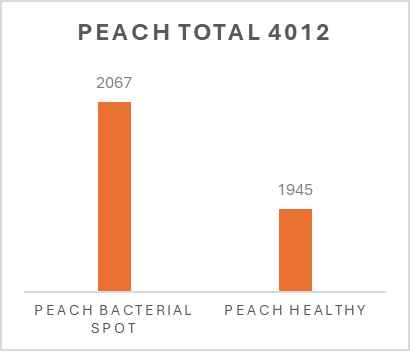 PEACH TOTAL 4012
2067
1945
PEACH BACTERIAL
SPOT
PEACH HEALTHY